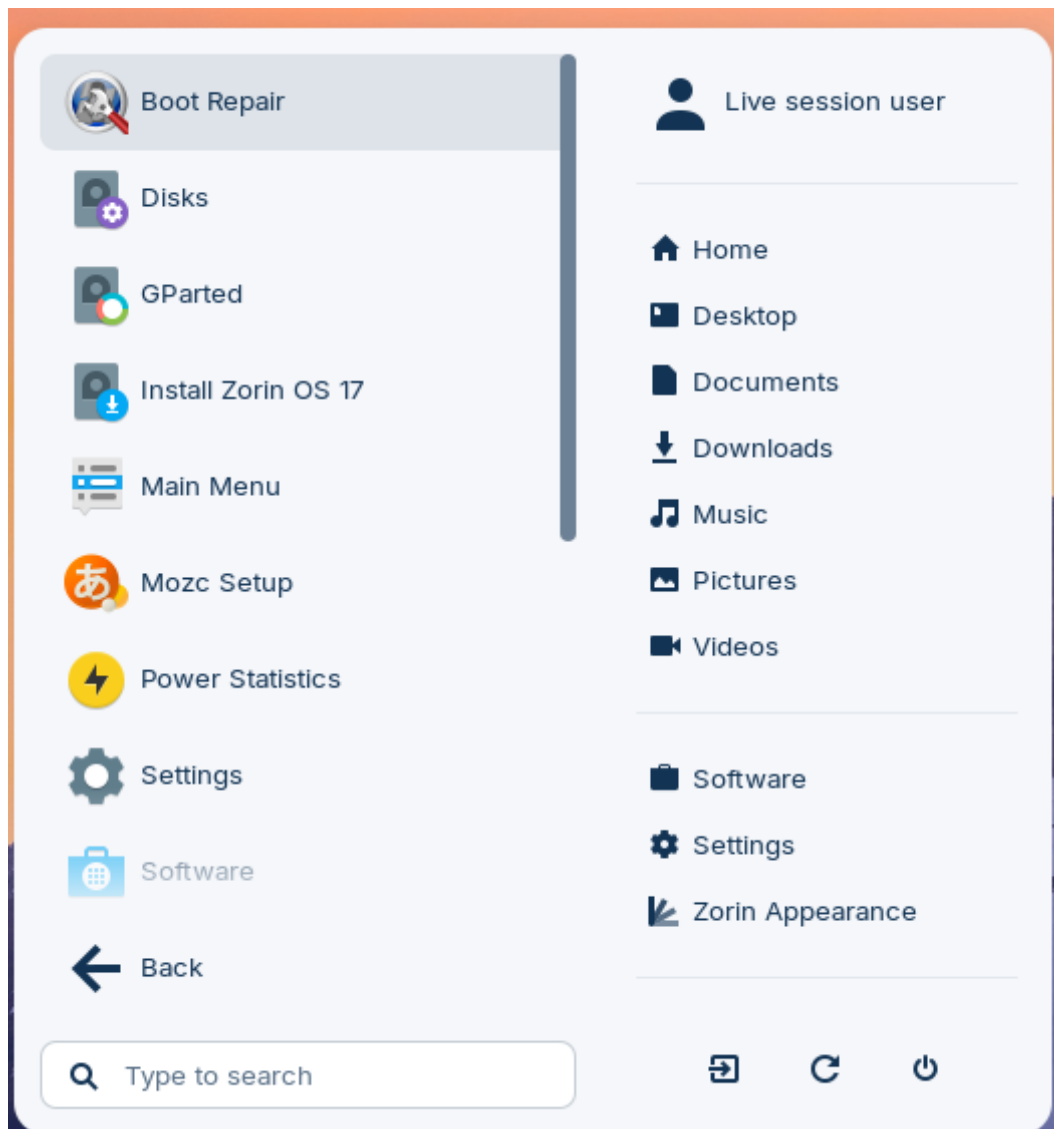 Boot Repair
Disks
GParted
Install Zorin OS 17
Main Menu
あ
Mozc Setup
Power Statistics
Settings
Software
Back
Type to search
Live session user
Home
Desktop
Documents
Downloads
Music
Pictures
Videos
Software
Settings
Zorin Appearance